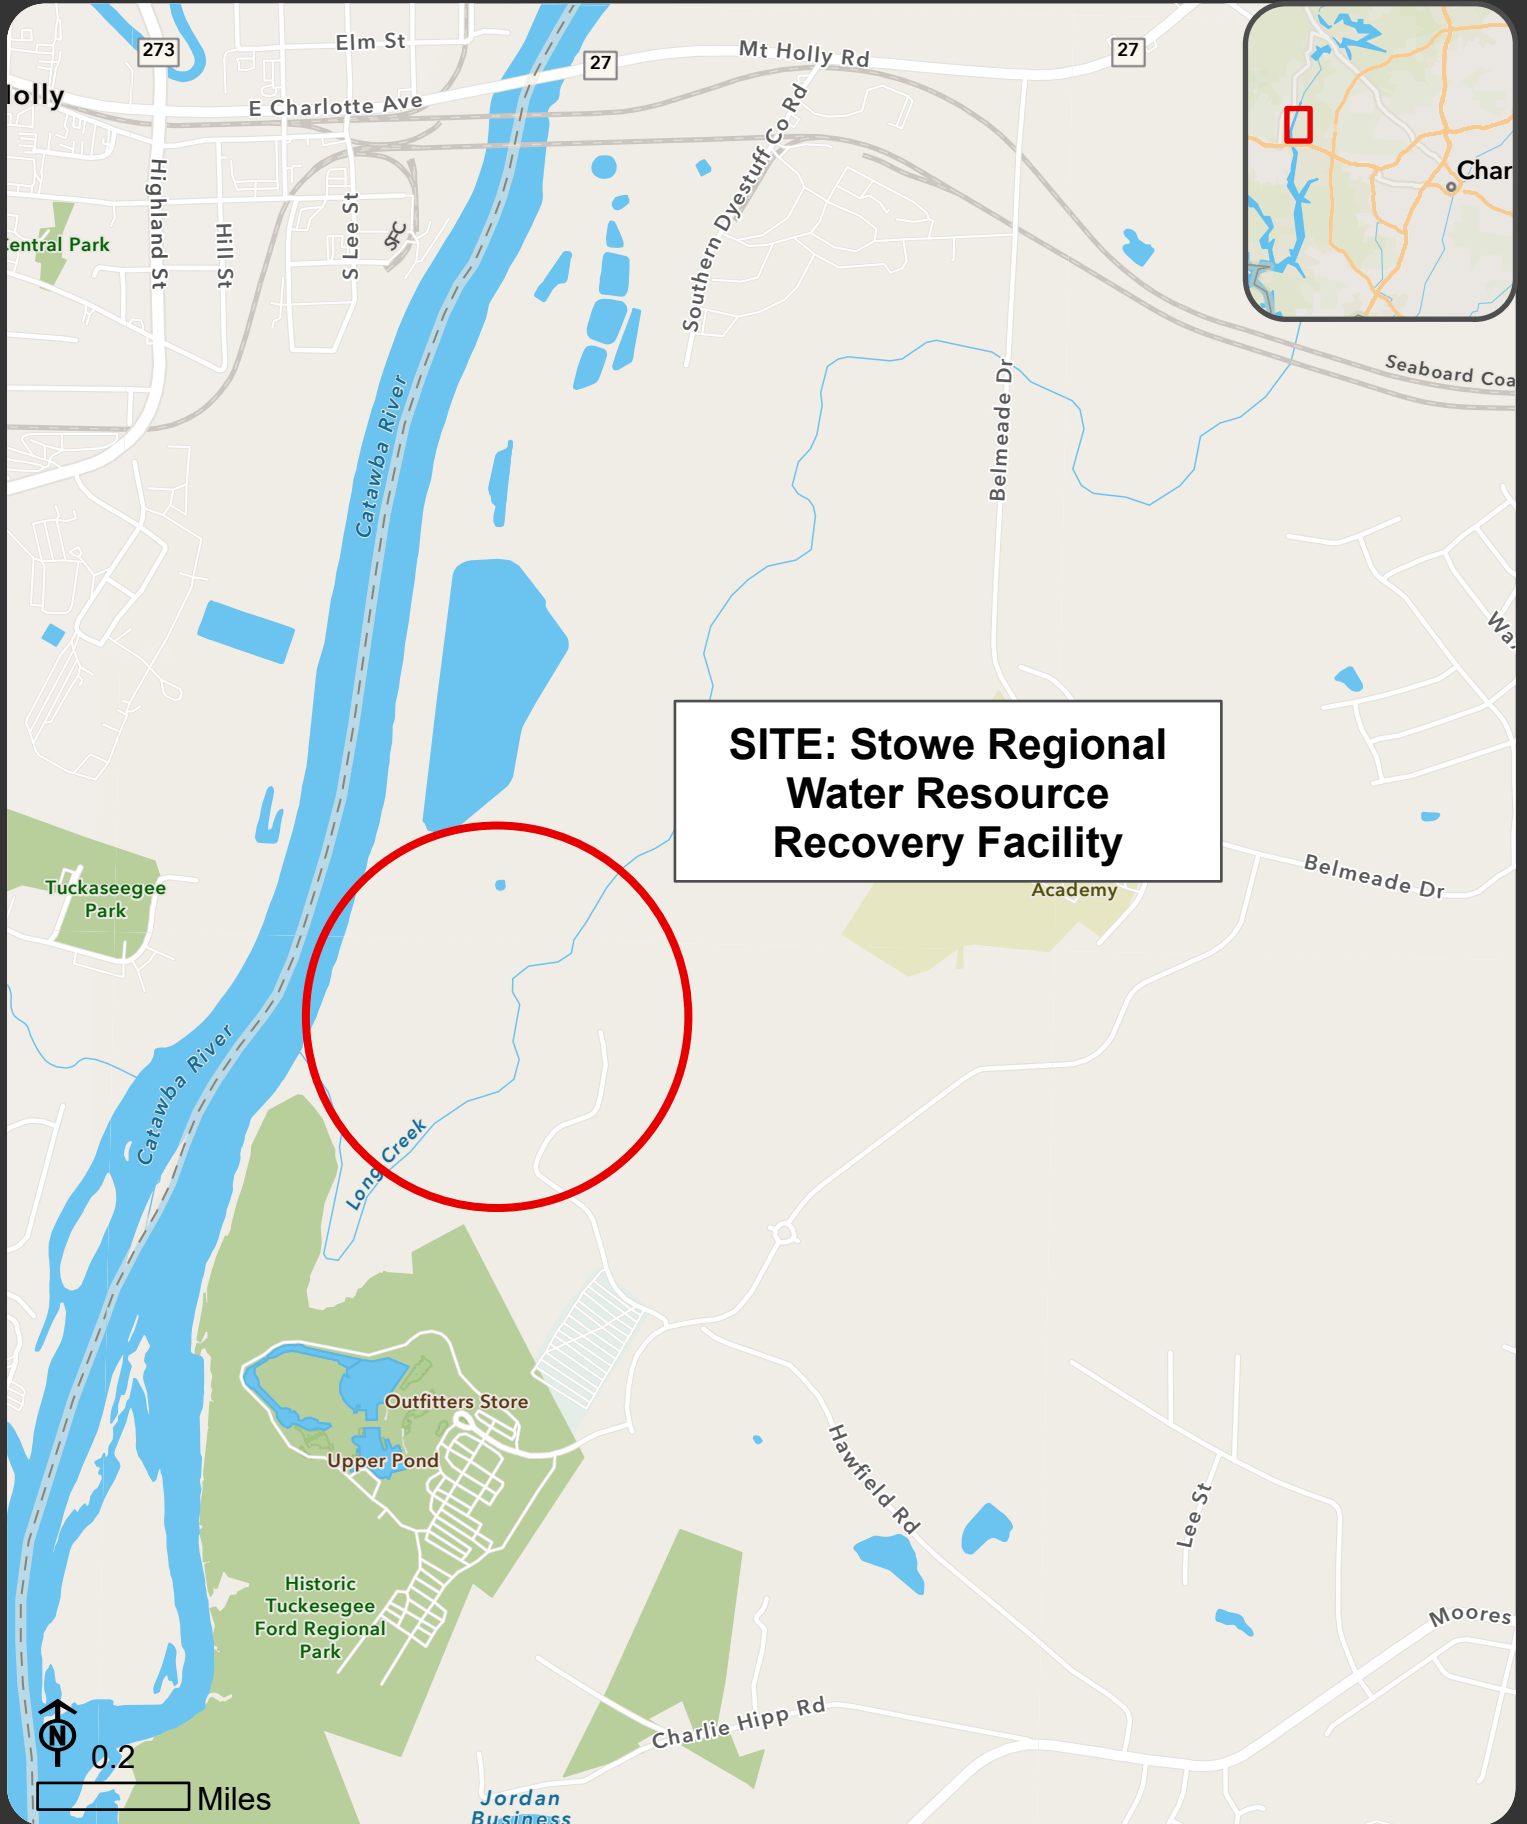 273
Elm St
27
Mt Holly Rd
27
olly
E Charlotte Ave
Char
Highland St
Hill St
S Lee St
SFC
Southern Dyestuff Co Rd
Central Park
Seaboard Coa
Belmeade Dr
Catawba River
SITE: Stowe Regional
Water Resource
Recovery Facility
Academy
Belmeade Dr
Tuckaseegee
Park
Catawba River
Long Creek
Outfitters Store
Upper Pond
Hawfield Rd
Lee St
Historic
Tuckesegee
Ford Regional
Park
Moores
Charlie Hipp Rd
N
0.2
Miles
Jordan
Business